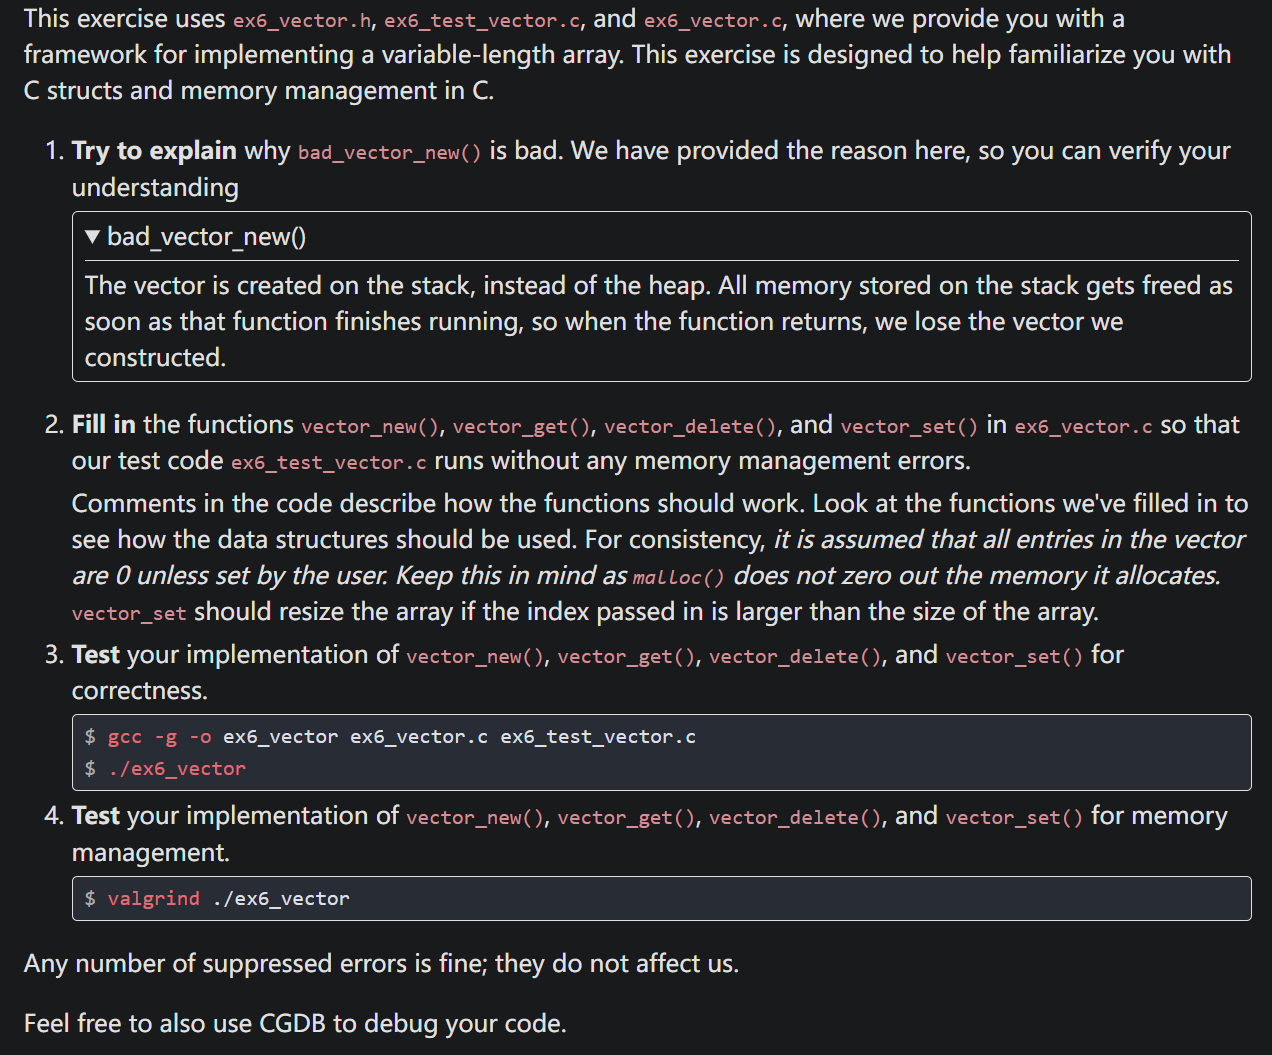 This exercise uses ex6_vector.h, ex6_test_vector.c, and ex6_vector.c, where we provide you with a
framework for implementing a variable-length array. This exercise is designed to help familiarize you with
C structs and memory management in C.
1. Try to explain why bad_vector_new() is bad. We have provided the reason here, so you can verify your
understanding
▼ bad_vector_new()
The vector is created on the stack, instead of the heap. All memory stored on the stack gets freed as
soon as that function finishes running, so when the function returns, we lose the vector we
constructed.
2. Fill in the functions vector_new(), vector_get(), vector_delete(), and vector_set() in ex6_vector.c so that
our test code ex6_test_vector.c runs without any memory management errors.
Comments in the code describe how the functions should work. Look at the functions we've filled in to
see how the data structures should be used. For consistency, it is assumed that all entries in the vector
are 0 unless set by the user. Keep this in mind as malloc() does not zero out the memory it allocates.
vector_set should resize the array if the index passed in is larger than the size of the array.
3. Test your implementation of vector_new(), vector_get(), vector_delete(), and vector_set() for
correctness.
$ gcc -g -o ex6_vector ex6_vector.c ex6_test_vector.c
$ ./ex6_vector
4. Test your implementation of vector_new(), vector_get(), vector_delete(), and vector_set() for memory
management.
$ valgrind ./ex6_vector
Any number of suppressed errors is fine; they do not affect us.
Feel free to also use CGDB to debug your code.